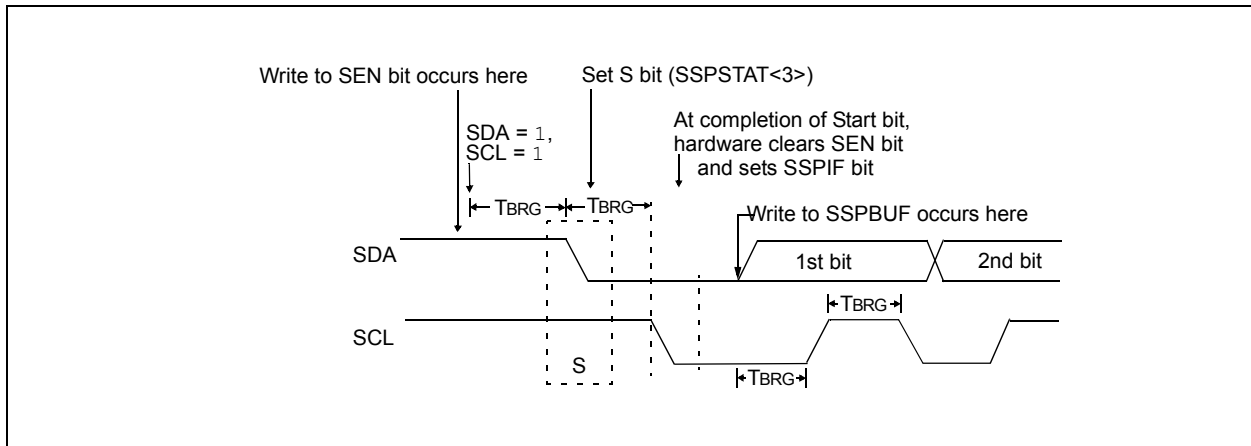 Write to SEN bit occurs here
Set S bit (SSPSTAT<3>)
SDA = 1,
SCL = 1
At completion of Start bit,
hardware clears SEN bit
and sets SSPIF bit
TBRG
TBRG
Write to SSPBUF occurs here
SDA
1st bit
2nd bit
TBRG
SCL
S
TBRG